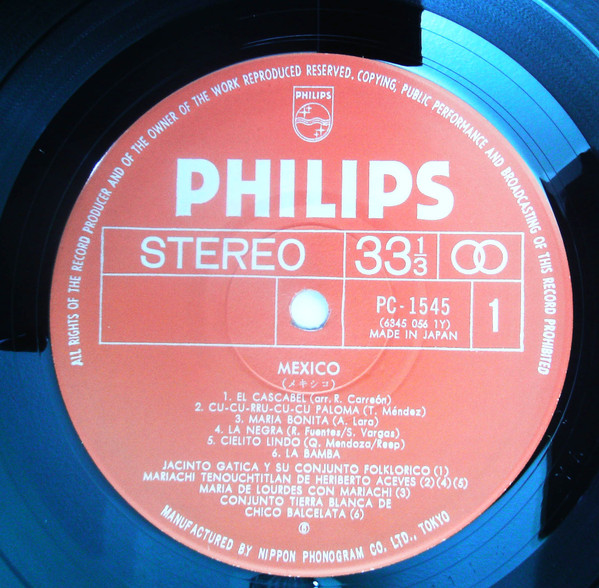 ALL RIGHTS OF THE RECORD PRODUCER AND OF THE OWNER OF THE WORK REPRODUCED RESERVED. COPYING, PUBLIC PERFORMANCE AND BROADCASTING OF THIS RECORD PROHIBITED
PHILIPS
PHILIPS
STEREO
33 1/3
PC-1545
(6345 056 1Y)
MADE IN JAPAN
1
MEXICO
(メキシコ)
1. EL CASCABEL (arr. R. Carreón)
2. CU-CU-RRU-CU-CU PALOMA (T. Méndez)
3. MARIA BONITA (A. Lara)
4. LA NEGRA (R. Fuentes/S. Vargas)
5. CIELITO LINDO (Q. Mendoza/Reep)
6. LA BAMBA
JACINTO GATICA Y SU CONJUNTO FOLKLORICO (1)
MARIACHI TENOUCHTITLAN DE HERIBERTO ACEVES (2)(4)(5)
MARIA DE LOURDES CON MARIACHI (3)
CONJUNTO TIERRA BLANCA DE
CHICO BALCELATA (6)
MANUFACTURED BY NIPPON PHONOGRAM CO. LTD., TOKYO